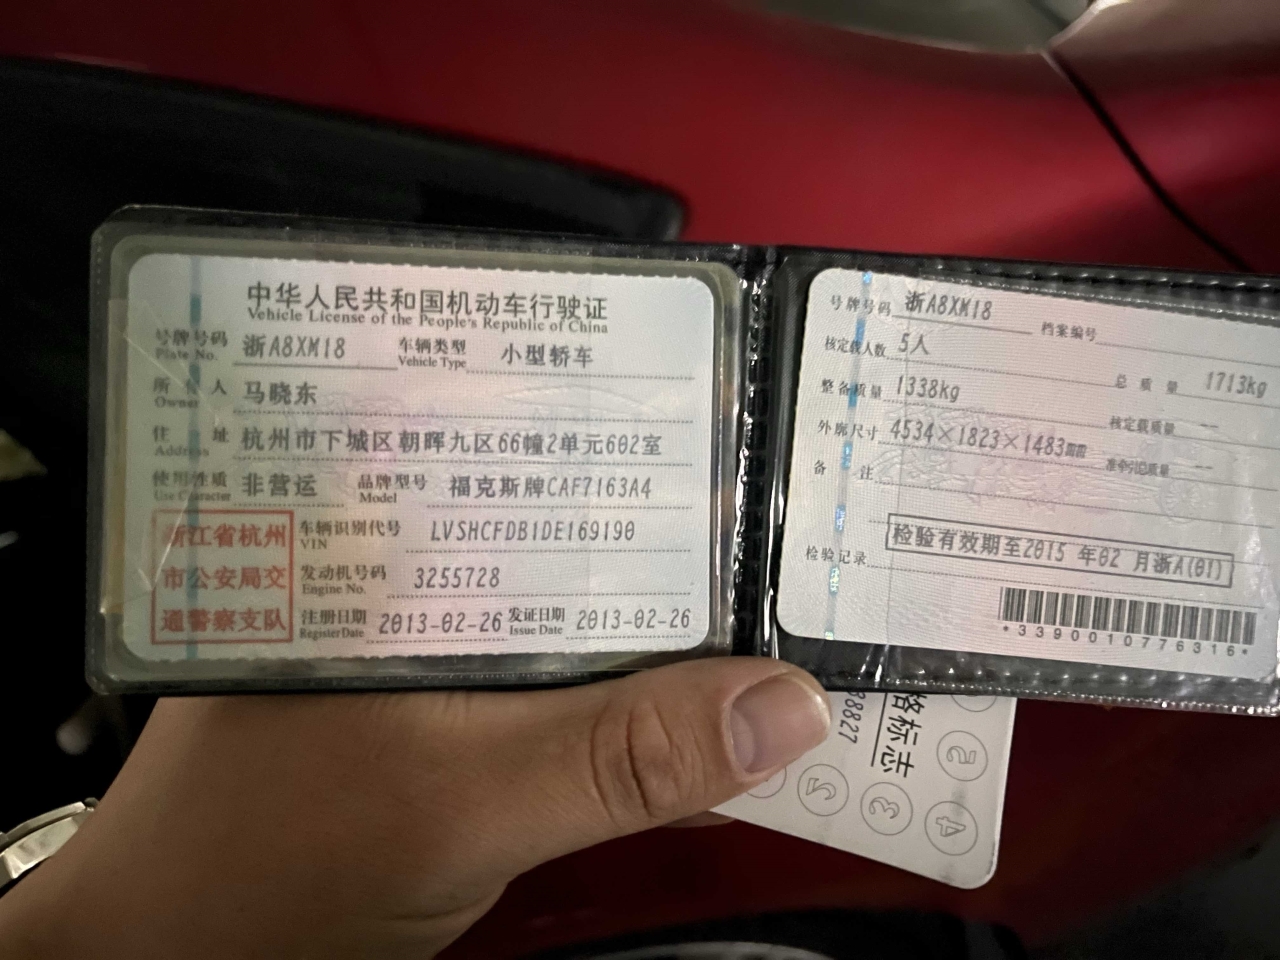 中华人民共和国机动车行驶证
Vehicle License of the People's Republic of China
号牌号码 浙A8XM18 车辆类型 小型轿车
Plate No. Vehicle Type
所有人 马晓东
Owner
住址 杭州市下城区朝晖九区66幢2单元602室
Address
使用性质 非营运 品牌型号 福克斯牌CAF7163A4
Use Character Model
浙江省杭州
市公安局交
通警察支队
车辆识别代号 LVSHCFDB1DE169190
VIN
发动机号码 3255728
Engine No.
注册日期 2013-02-26 发证日期 2013-02-26
Register Date Issue Date
号牌号码 浙A8XM18 档案编号
核定载人数 5人 总质量 1713kg
整备质量 1338kg 核定载质量 --
外廓尺寸 4534×1823×1483㎜ 准牵引总质量 --
备注
检验记录 检验有效期至2015 年02 月浙A(01)
*3390010776316*
38827
格标志
2
5
3
4